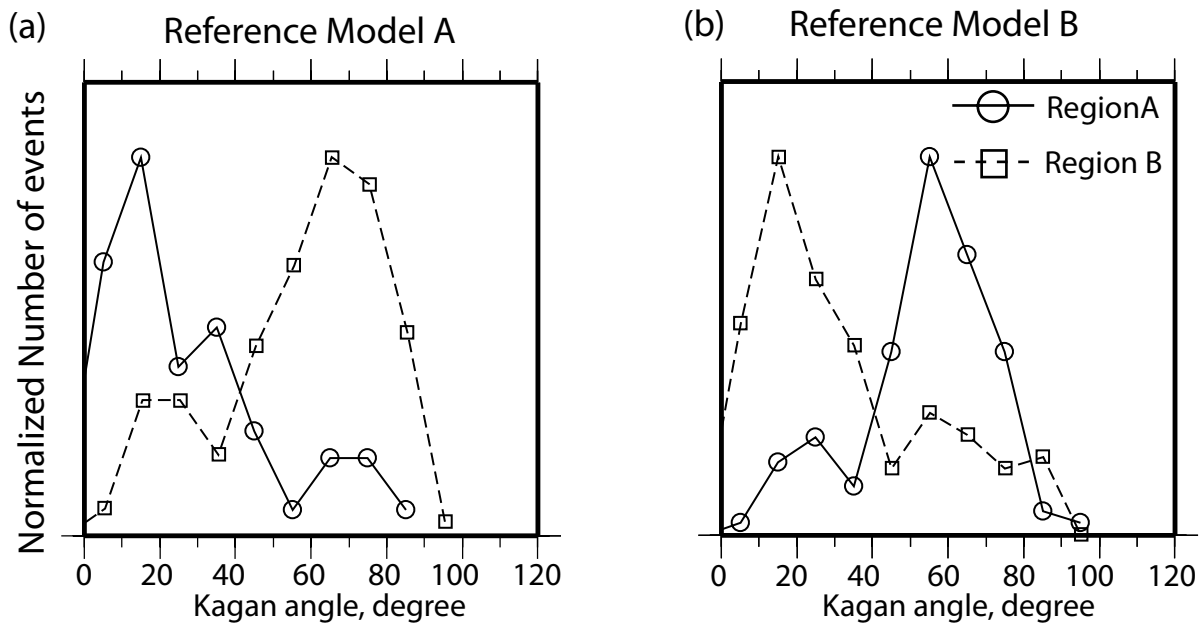 (a)
Reference Model A
Normalized Number of events
0 20 40 60 80 100 120
Kagan angle, degree
(b)
Reference Model B
RegionA
Region B
0 20 40 60 80 100 120
Kagan angle, degree